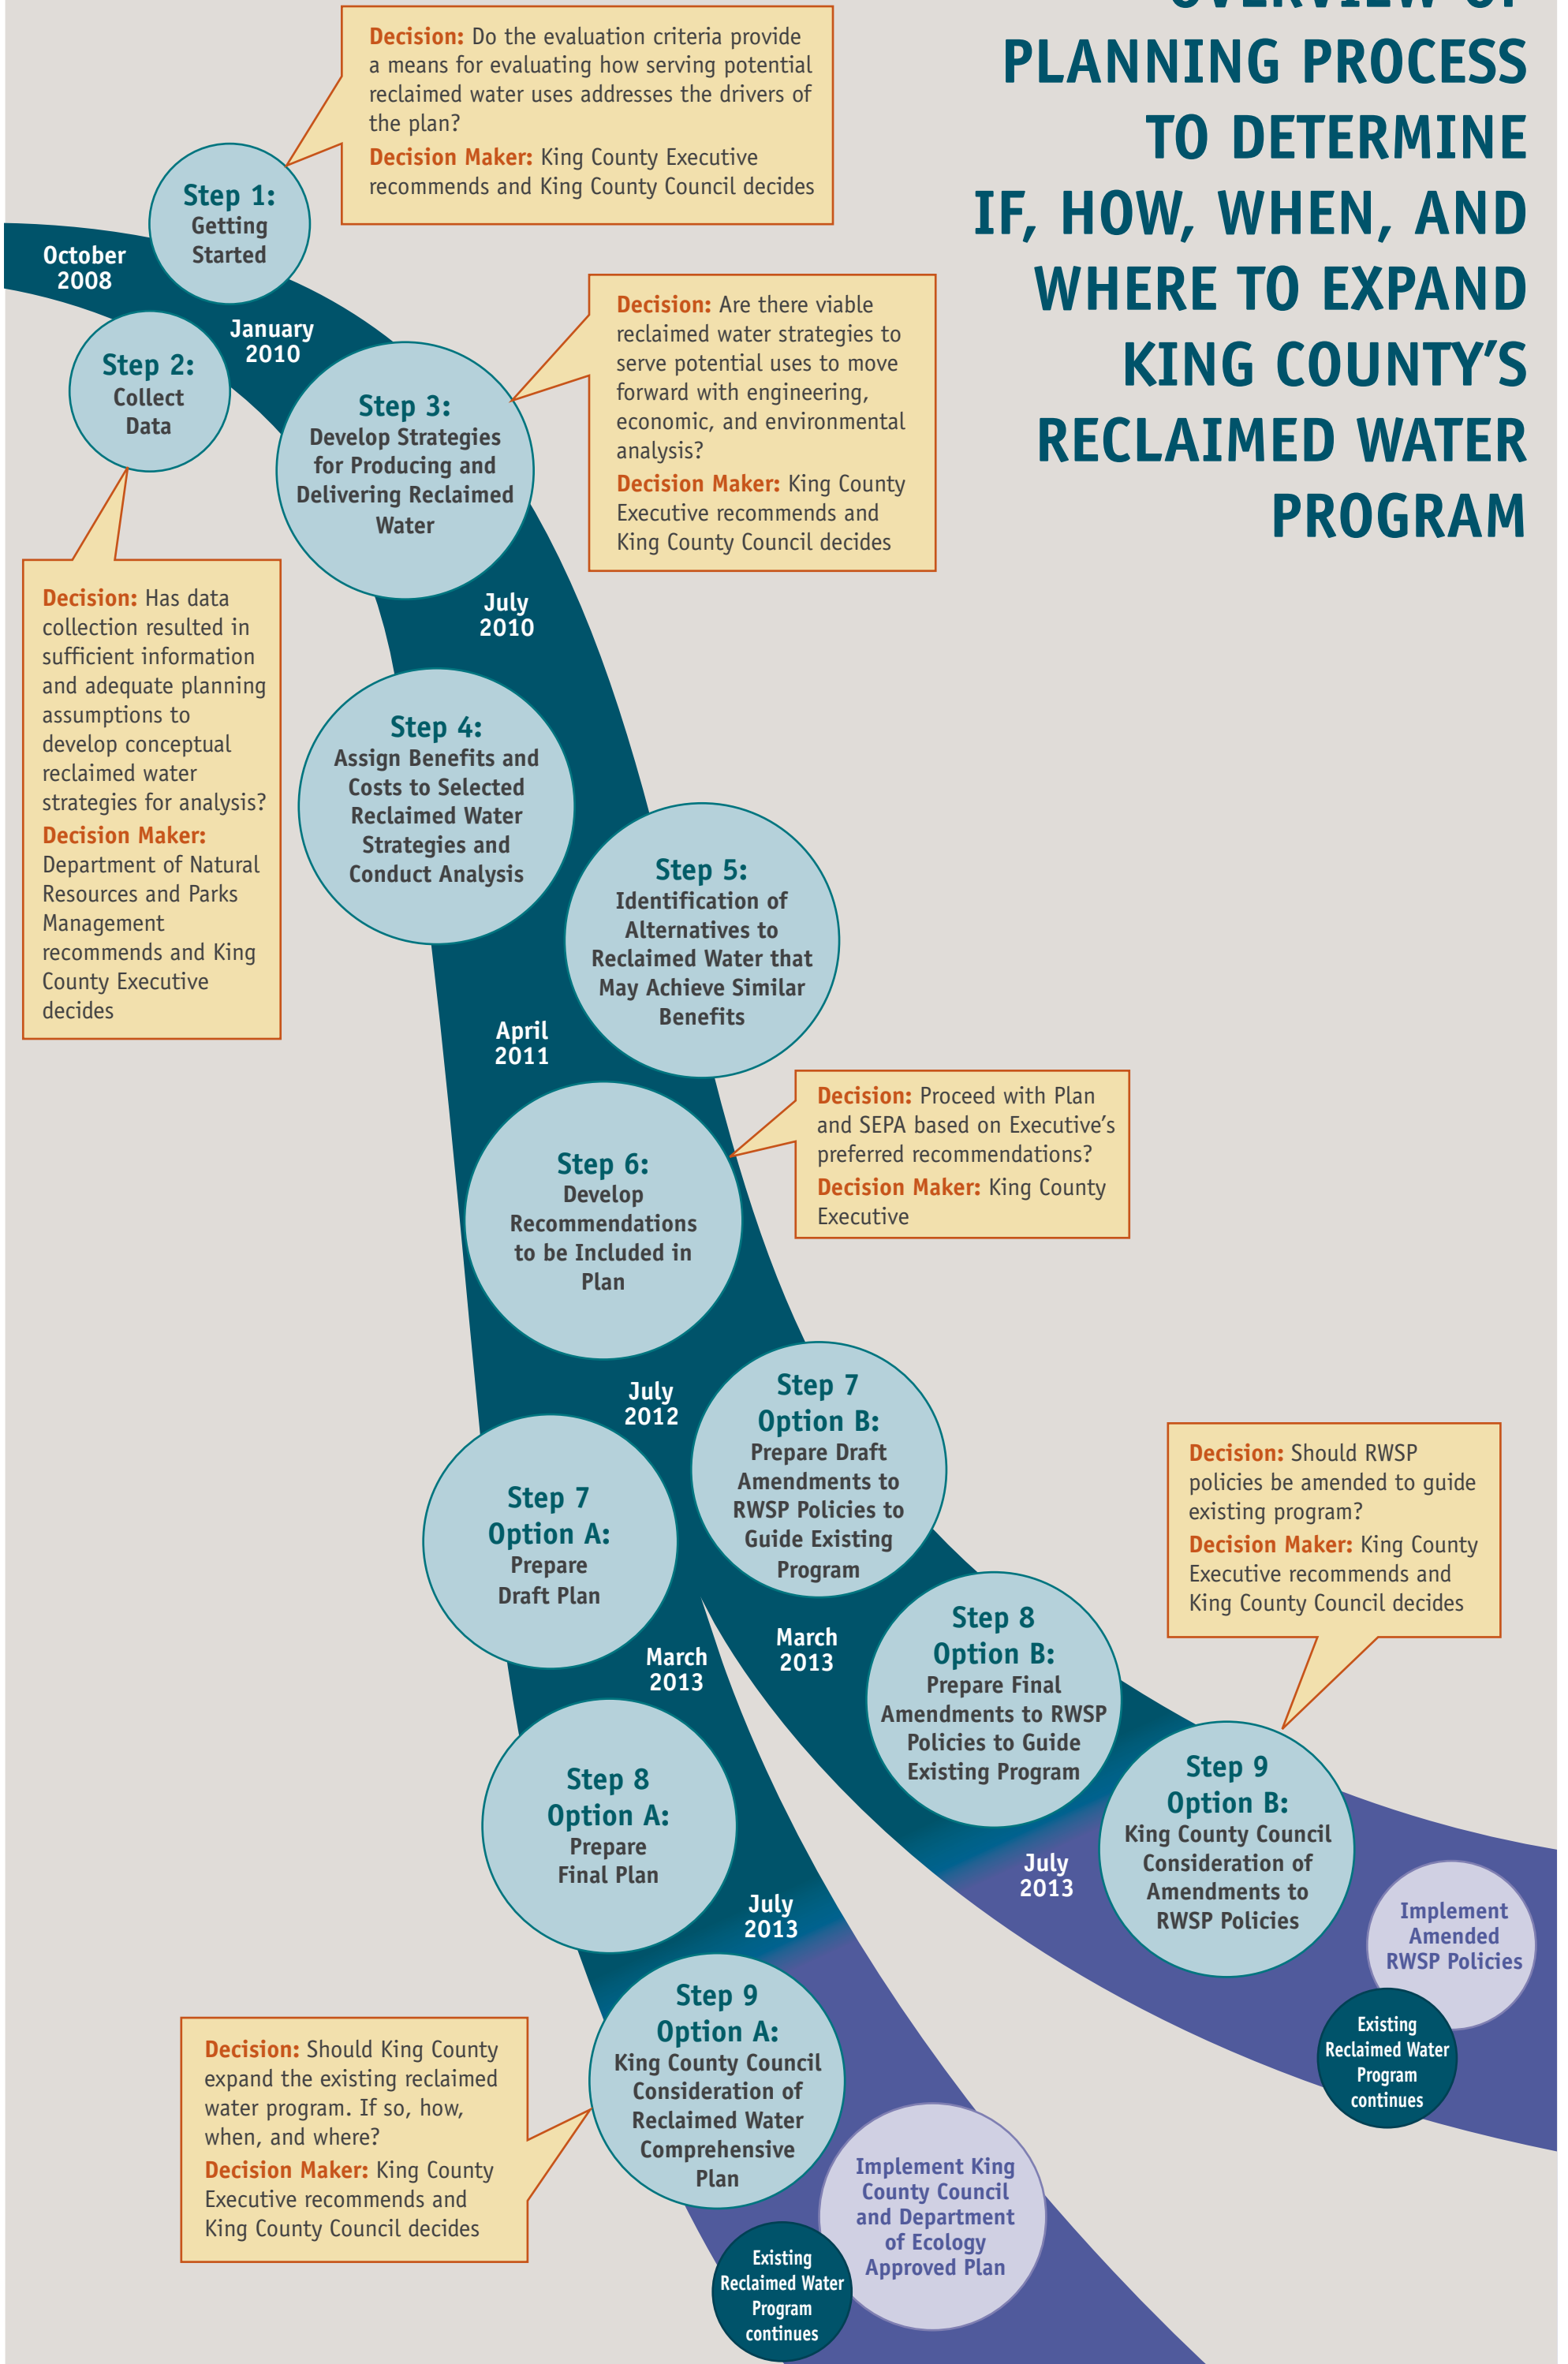 OVERVIEW OF
PLANNING PROCESS
TO DETERMINE
IF, HOW, WHEN, AND
WHERE TO EXPAND
KING COUNTY'S
RECLAIMED WATER
PROGRAM
Decision: Do the evaluation criteria provide
a means for evaluating how serving potential
reclaimed water uses addresses the drivers of
the plan?
Decision Maker: King County Executive
recommends and King County Council decides
Step 1:
Getting
Started
October
2008
January
2010
Step 2:
Collect
Data
Decision: Has data
collection resulted in
sufficient information
and adequate planning
assumptions to
develop conceptual
reclaimed water
strategies for analysis?
Decision Maker:
Department of Natural
Resources and Parks
Management
recommends and King
County Executive
decides
Decision: Are there viable
reclaimed water strategies to
serve potential uses to move
forward with engineering,
economic, and environmental
analysis?
Decision Maker: King County
Executive recommends and
King County Council decides
Step 3:
Develop Strategies
for Producing and
Delivering Reclaimed
Water
July
2010
Step 4:
Assign Benefits and
Costs to Selected
Reclaimed Water
Strategies and
Conduct Analysis
Step 5:
Identification of
Alternatives to
Reclaimed Water that
May Achieve Similar
Benefits
April
2011
Decision: Proceed with Plan
and SEPA based on Executive's
preferred recommendations?
Decision Maker: King County
Executive
Step 6:
Develop
Recommendations
to be Included in
Plan
July
2012
Step 7
Option A:
Prepare
Draft Plan
Step 7
Option B:
Prepare Draft
Amendments to
RWSP Policies to
Guide Existing
Program
March
2013
March
2013
Step 8
Option A:
Prepare
Final Plan
Step 8
Option B:
Prepare Final
Amendments to RWSP
Policies to Guide
Existing Program
Decision: Should RWSP
policies be amended to guide
existing program?
Decision Maker: King County
Executive recommends and
King County Council decides
July
2013
July
2013
Step 9
Option B:
King County Council
Consideration of
Amendments to
RWSP Policies
Implement
Amended
RWSP Policies
Existing
Reclaimed Water
Program
continues
Step 9
Option A:
King County Council
Consideration of
Reclaimed Water
Comprehensive
Plan
Decision: Should King County
expand the existing reclaimed
water program. If so, how,
when, and where?
Decision Maker: King County
Executive recommends and
King County Council decides
Implement King
County Council
and Department
of Ecology
Approved Plan
Existing
Reclaimed Water
Program
continues